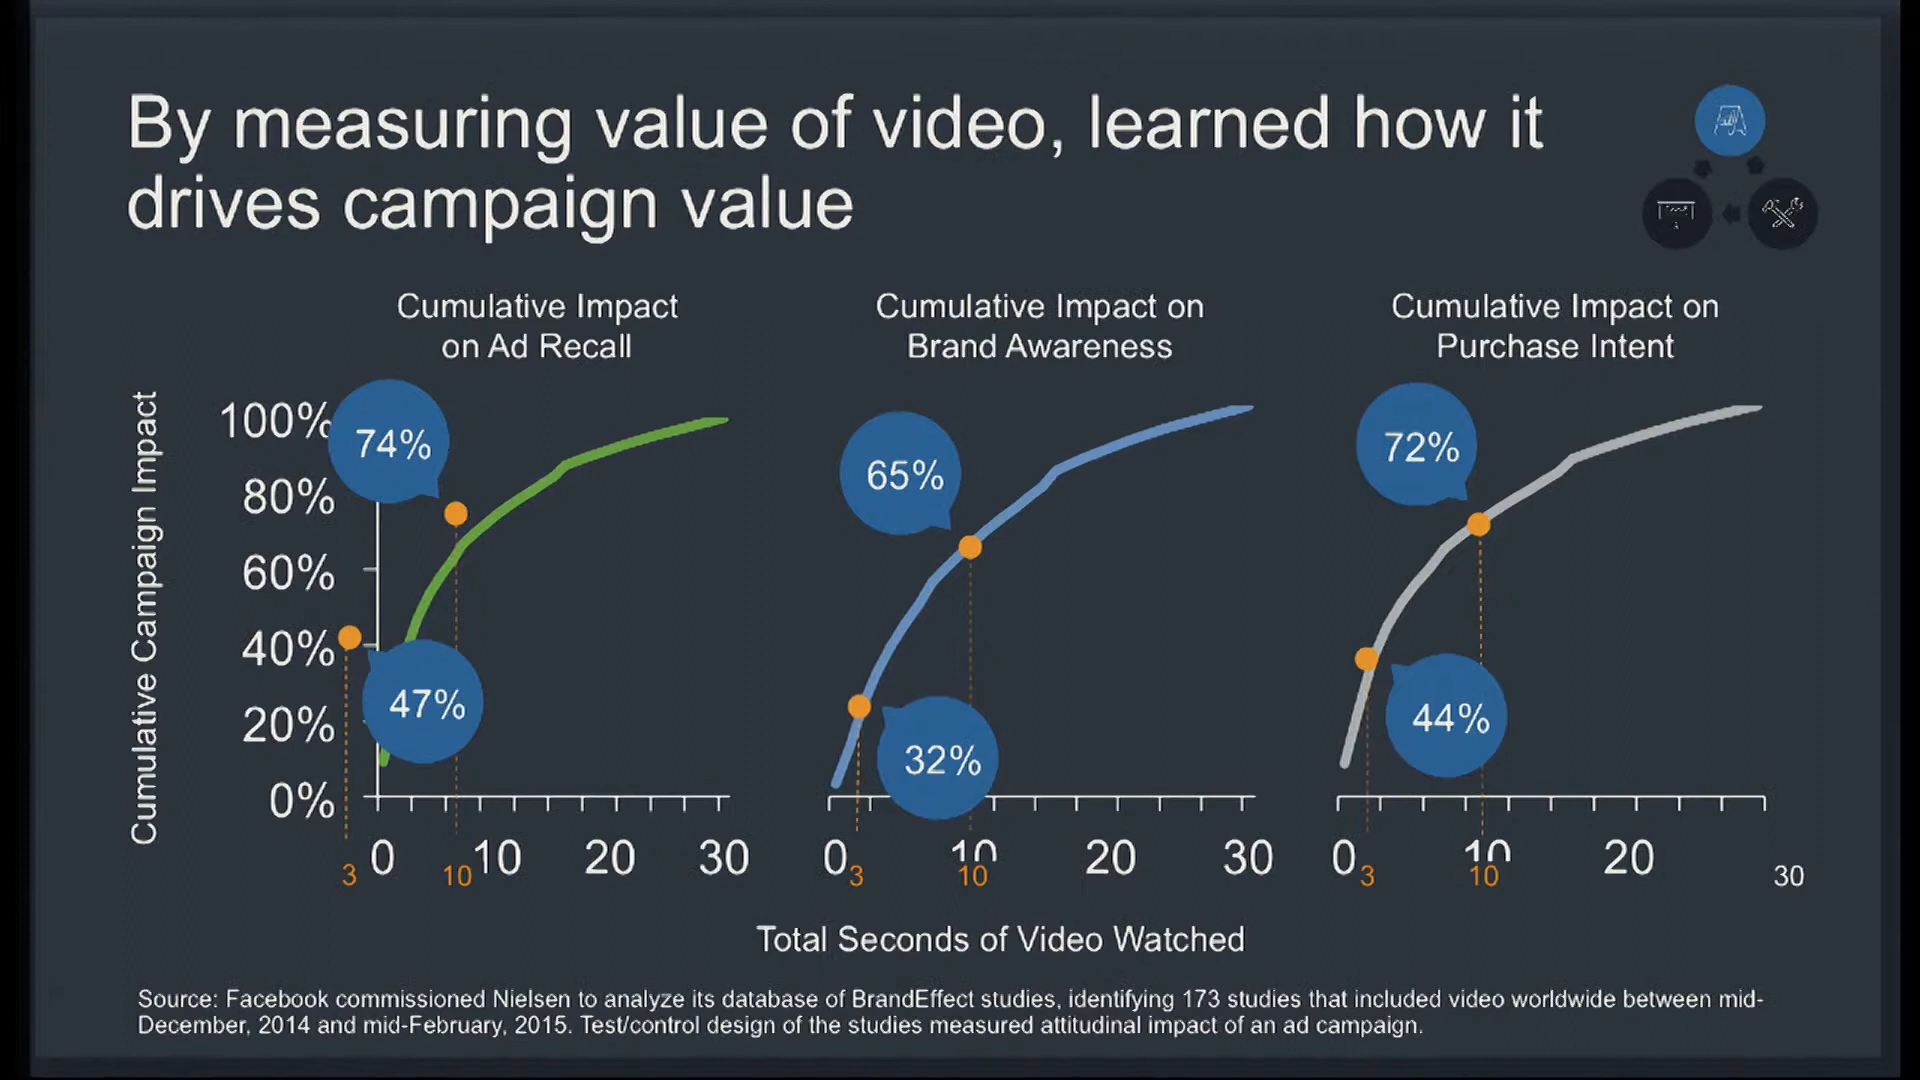 By measuring value of video, learned how it
drives campaign value
Cumulative Impact
on Ad Recall
Cumulative Impact on
Brand Awareness
Cumulative Impact on
Purchase Intent
Cumulative Campaign Impact
100%
80%
60%
40%
20%
0%
74%
47%
65%
32%
72%
44%
0 10 20 30
3 10
0 10 20 30
3 10
0 10 20 30
3 10
Total Seconds of Video Watched
Source: Facebook commissioned Nielsen to analyze its database of BrandEffect studies, identifying 173 studies that included video worldwide between mid-
December, 2014 and mid-February, 2015. Test/control design of the studies measured attitudinal impact of an ad campaign.